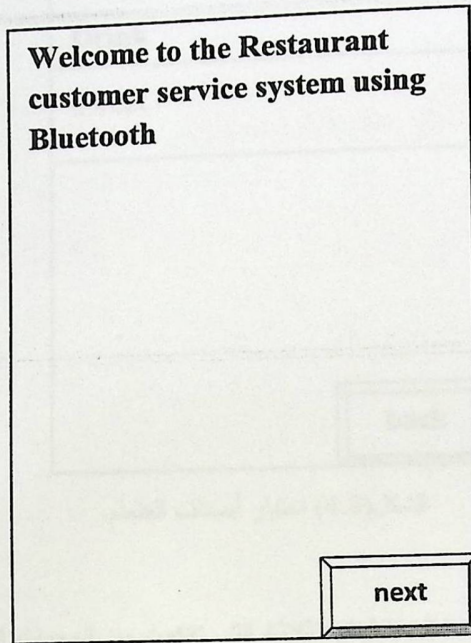 Welcome to the Restaurant
customer service system using
Bluetooth
next